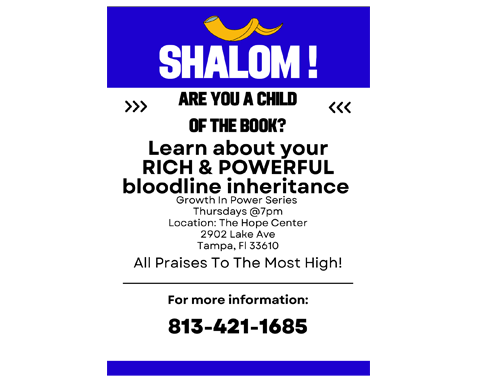 SHALOM !
>>> ARE YOU A CHILD <<<
OF THE BOOK?
Learn about your
RICH & POWERFUL
bloodline inheritance
Growth In Power Series
Thursdays @7pm
Location: The Hope Center
2902 Lake Ave
Tampa, Fl 33610
All Praises To The Most High!
For more information:
813-421-1685